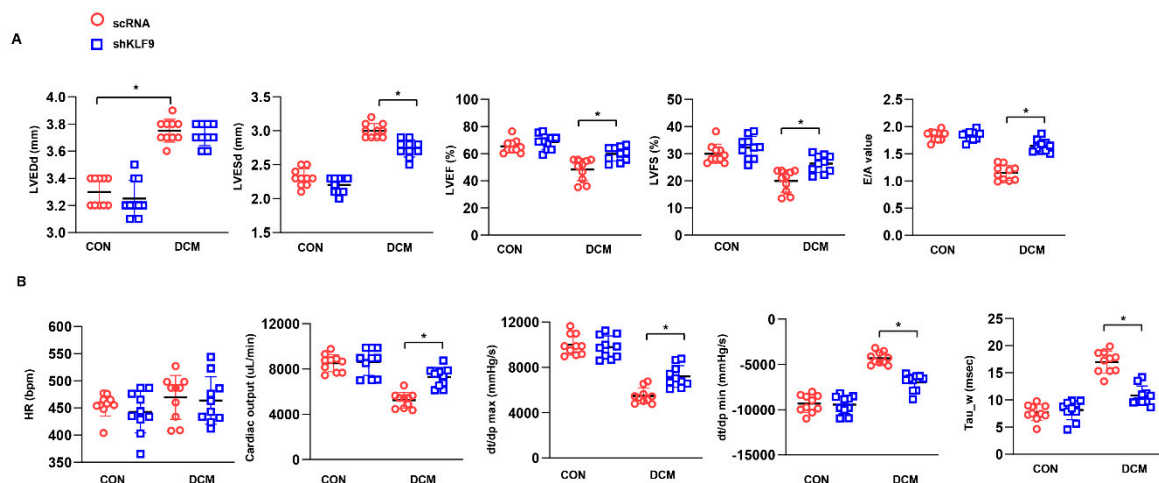 scRNA
shKLF9
A
*
LVEDd (mm)
4.0
3.8
3.6
3.4
3.2
3.0
CON
DCM
*
LVESd (mm)
3.5
3.0
2.5
2.0
1.5
CON
DCM
*
LVEF (%)
100
80
60
40
20
0
CON
DCM
*
LVFS (%)
50
40
30
20
10
0
CON
DCM
*
E/A value
2.5
2.0
1.5
1.0
0.5
0.0
CON
DCM
B
HR (bpm)
600
550
500
450
400
350
CON
DCM
*
Cardiac output (uL/min)
12000
8000
4000
0
CON
DCM
*
dt/dp max (mmHg/s)
12000
10000
8000
6000
4000
2000
0
CON
DCM
*
dt/dp min (mmHg/s)
0
-5000
-10000
-15000
CON
DCM
*
Tau_w (msec)
25
20
15
10
5
0
CON
DCM